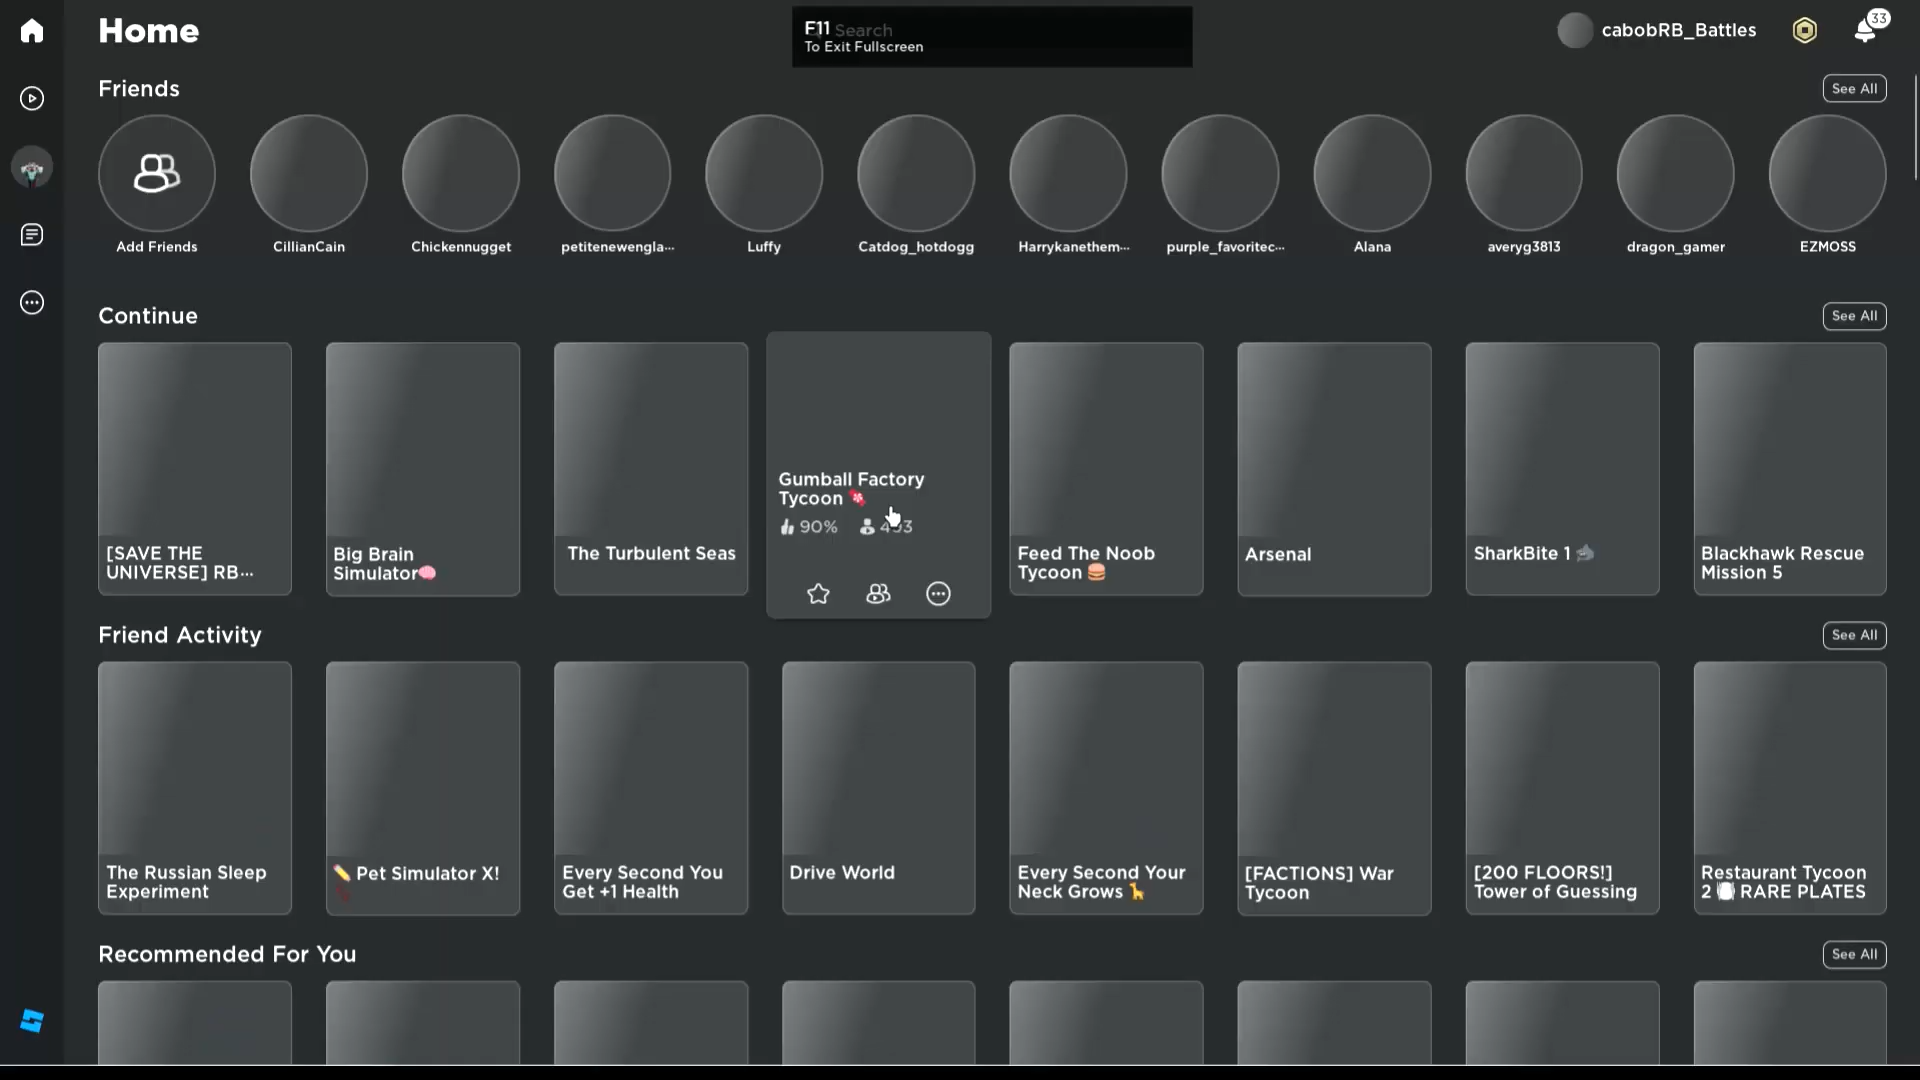 Home
F11 Search
To Exit Fullscreen
cabobRB_Battles
33
Friends
See All
Add Friends
CillianCain
Chickennugget
petitenewengla...
Luffy
Catdog_hotdogg
Harrykanethem...
purple_favoritec...
Alana
averyg3813
dragon_gamer
EZMOSS
Continue
See All
[SAVE THE
UNIVERSE] RB...
Big Brain
Simulator🧠
The Turbulent Seas
Gumball Factory
Tycoon 🍬
90%
Feed The Noob
Tycoon 🍔
Arsenal
SharkBite 1 🦈
Blackhawk Rescue
Mission 5
Friend Activity
See All
The Russian Sleep
Experiment
✏️ Pet Simulator X!
Every Second You
Get +1 Health
Drive World
Every Second Your
Neck Grows 🦒
[FACTIONS] War
Tycoon
[200 FLOORS!]
Tower of Guessing
Restaurant Tycoon
2 🍽️ RARE PLATES
Recommended For You
See All